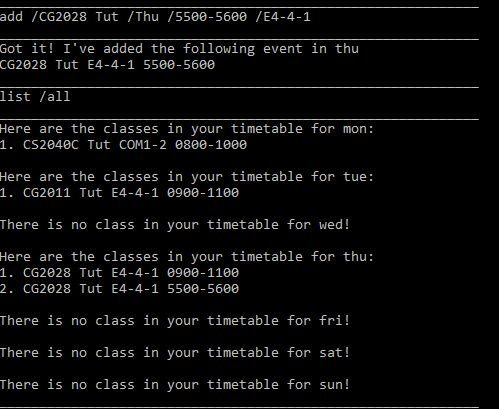 add /CG2028 Tut /Thu /5500-5600 /E4-4-1
Got it! I've added the following event in thu
CG2028 Tut E4-4-1 5500-5600
list /all
Here are the classes in your timetable for mon:
1. CS2040C Tut COM1-2 0800-1000
Here are the classes in your timetable for tue:
1. CG2011 Tut E4-4-1 0900-1100
There is no class in your timetable for wed!
Here are the classes in your timetable for thu:
1. CG2028 Tut E4-4-1 0900-1100
2. CG2028 Tut E4-4-1 5500-5600
There is no class in your timetable for fri!
There is no class in your timetable for sat!
There is no class in your timetable for sun!